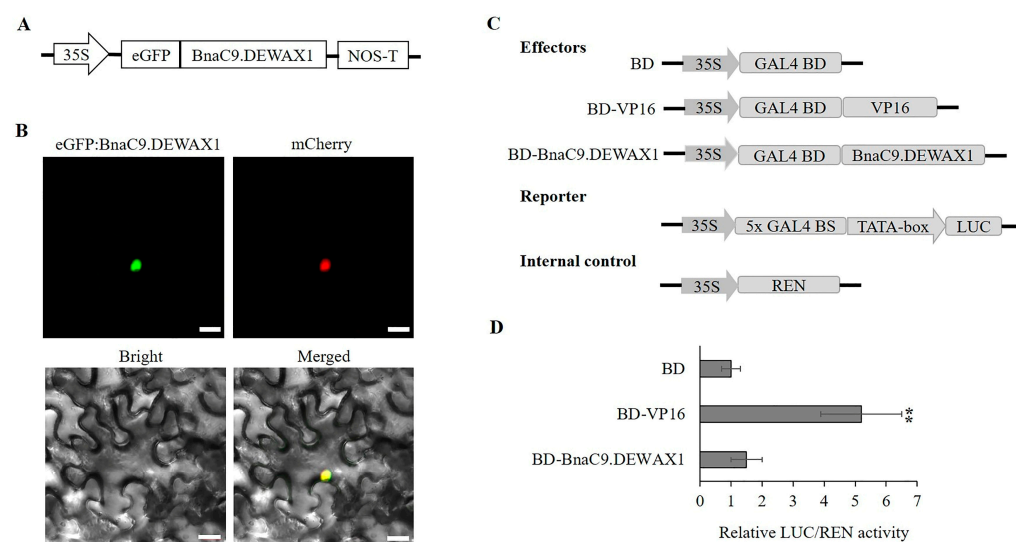 A
35S eGFP BnaC9.DEWAX1 NOS-T
B
eGFP:BnaC9.DEWAX1 mCherry
Bright Merged
C
Effectors
BD 35S GAL4 BD
BD-VP16 35S GAL4 BD VP16
BD-BnaC9.DEWAX1 35S GAL4 BD BnaC9.DEWAX1
Reporter
35S 5x GAL4 BS TATA-box LUC
Internal control
35S REN
D
BD
BD-VP16 **
BD-BnaC9.DEWAX1
0 1 2 3 4 5 6 7
Relative LUC/REN activity